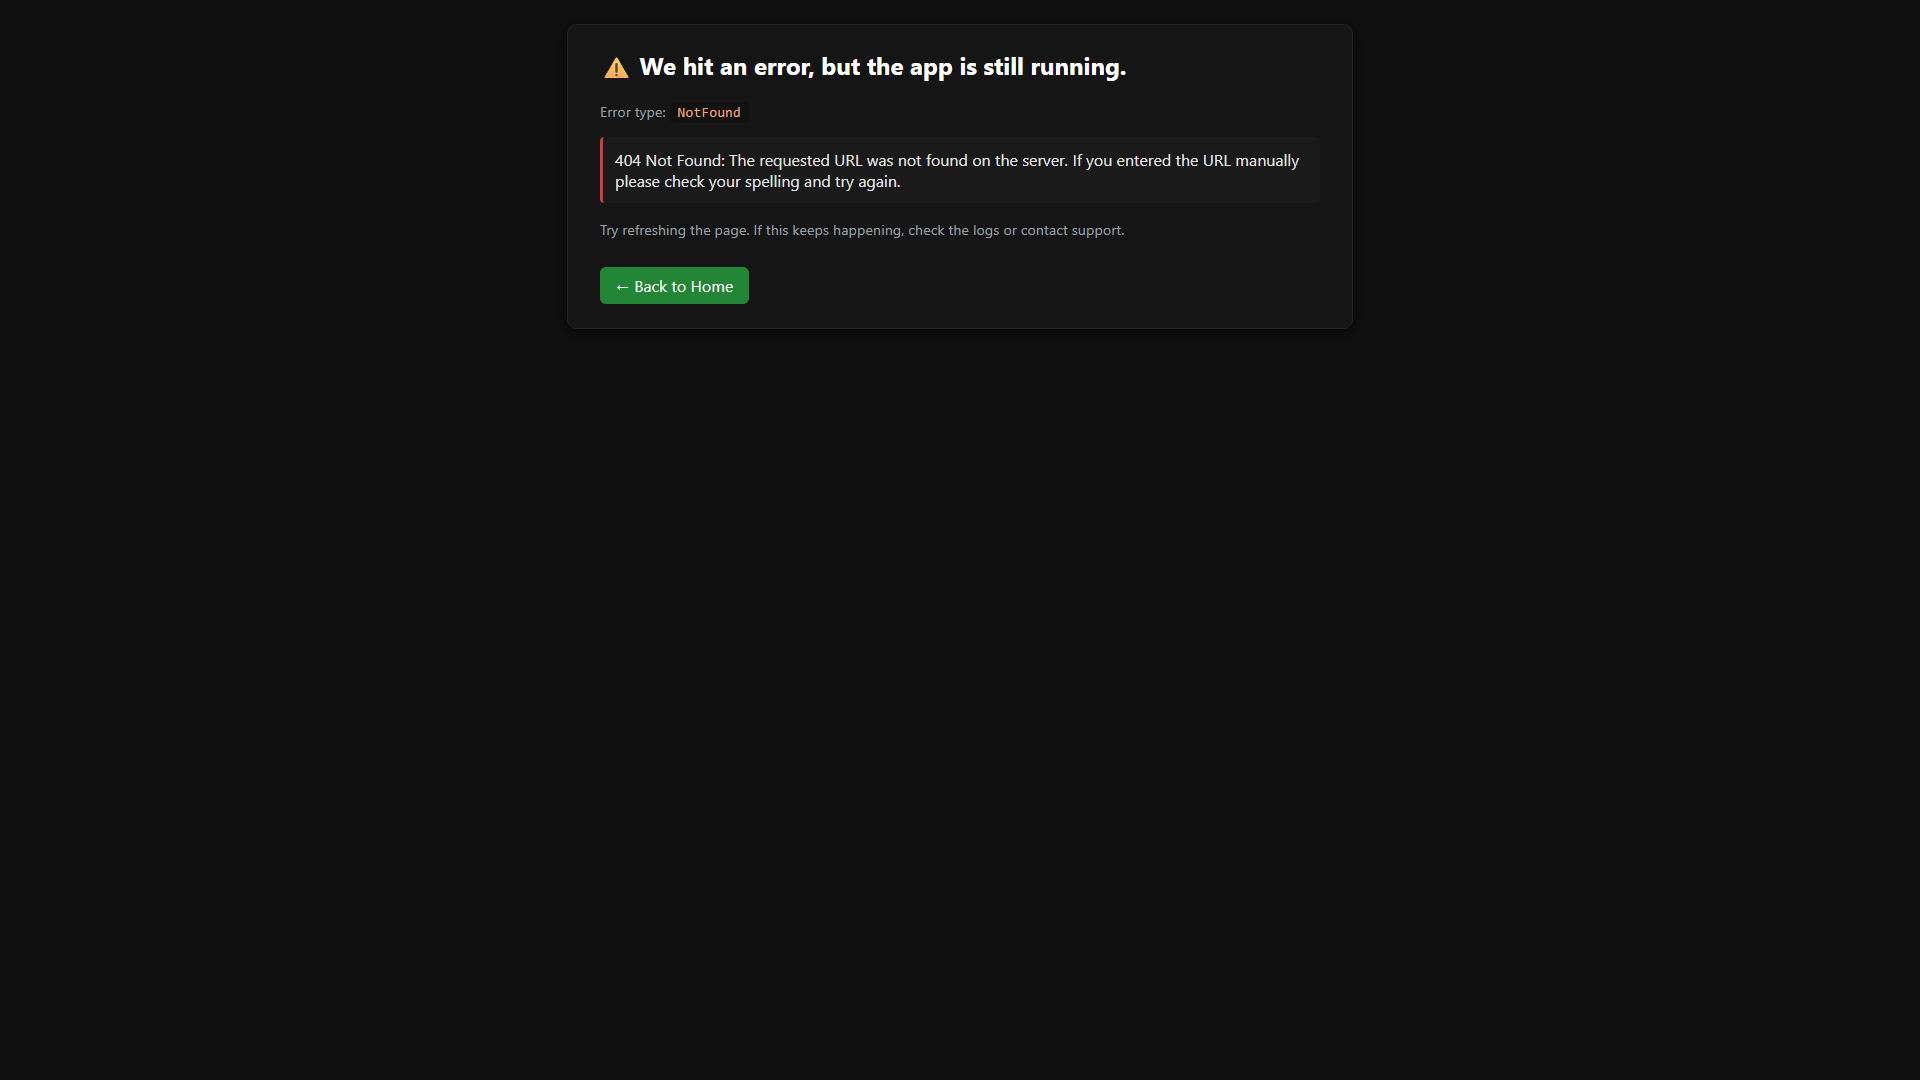 ⚠️ We hit an error, but the app is still running.
Error type: NotFound
404 Not Found: The requested URL was not found on the server. If you entered the URL manually
please check your spelling and try again.
Try refreshing the page. If this keeps happening, check the logs or contact support.
← Back to Home